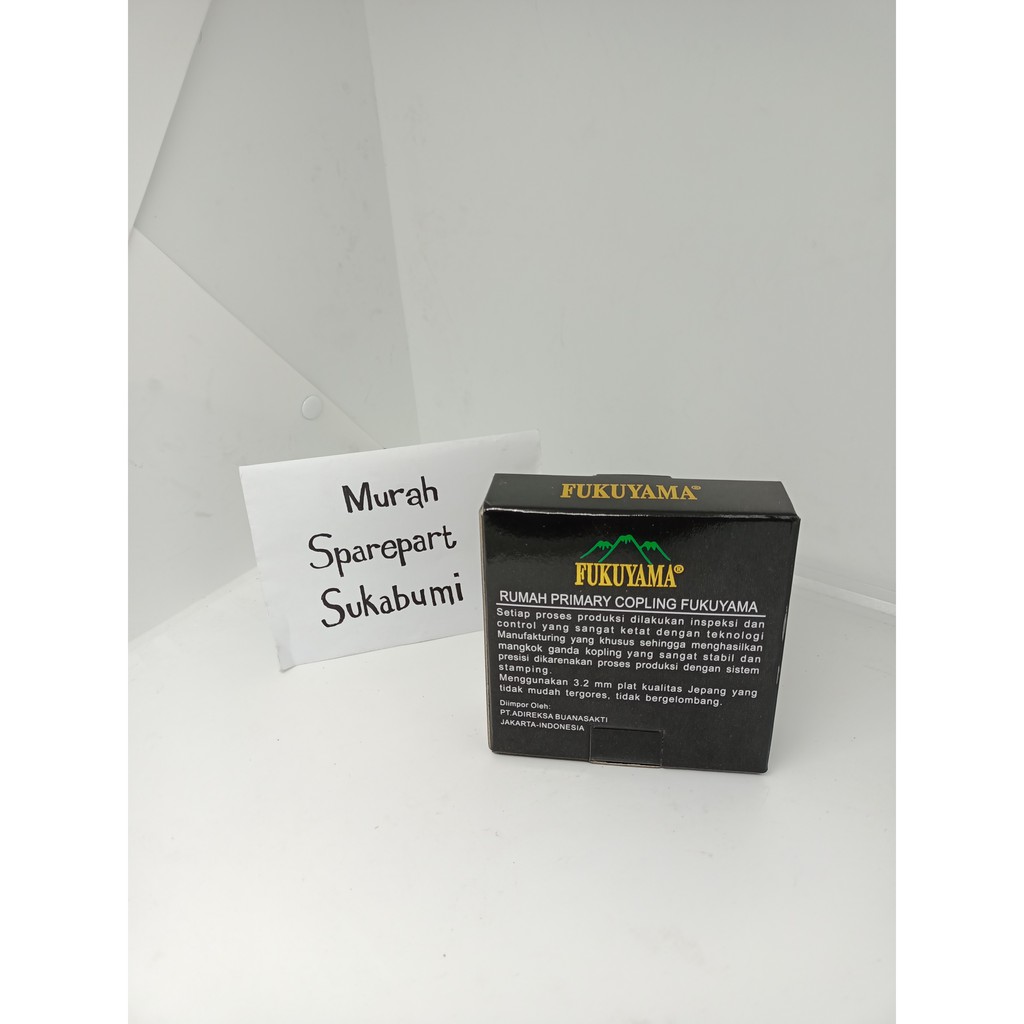 Murah
Sparepart
Sukabumi
FUKUYAMA®
FUKUYAMA®
RUMAH PRIMARY COPLING FUKUYAMA
Setiap proses produksi dilakukan inspeksi dan
control yang sangat ketat dengan teknologi
Manufakturing yang khusus sehingga menghasilkan
mangkok ganda kopling yang sangat stabil dan
presisi dikarenakan proses produksi dengan sistem
stamping.
Menggunakan 3.2 mm plat kualitas Jepang yang
tidak mudah tergores, tidak bergelombang.
Diimpor Oleh:
PT.ADIREKSA BUANASAKTI
JAKARTA-INDONESIA